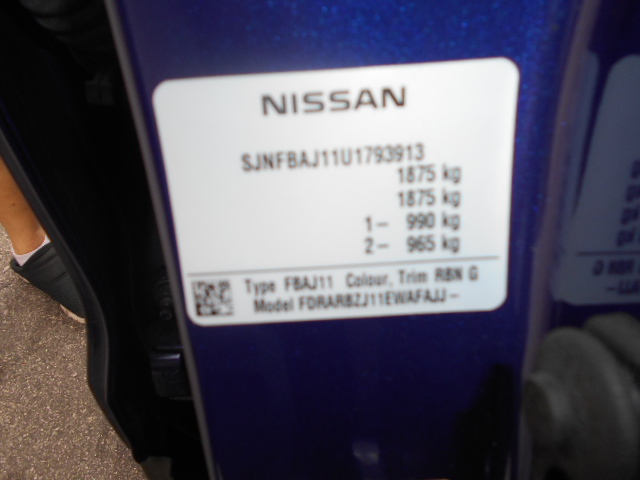 NISSAN
SJNFBAJ11U1793913
1875 kg
1875 kg
1- 990 kg
2- 965 kg
Type FBAJ11 Colour, Trim RBN G
Model FDRARBZJ11EWAFAJJ-